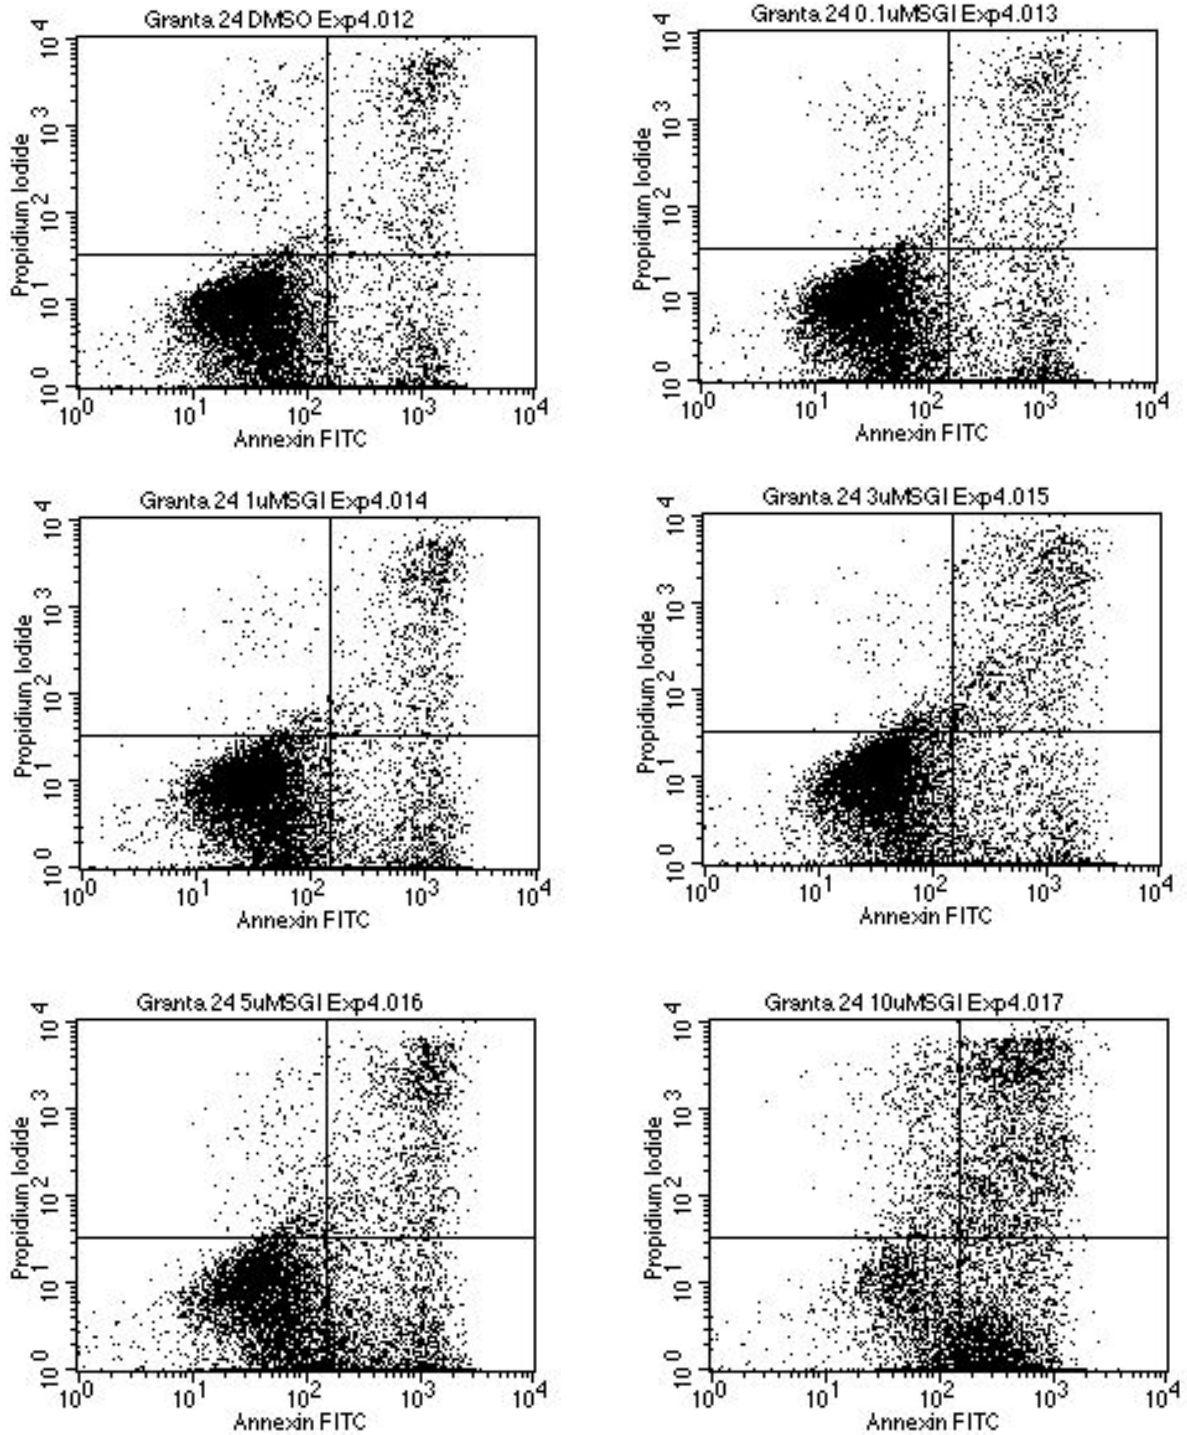 Granta.24 DMSO Exp4.012
10^4
10^3
10^2
10^1
10^0
Propidium Iodide
10^0 10^1 10^2 10^3 10^4
Annexin FITC
Granta.24 0.1uMSGI Exp4.013
10^4
10^3
10^2
10^1
10^0
Propidium Iodide
10^0 10^1 10^2 10^3 10^4
Annexin FITC
Granta.24 1uMSGI Exp4.014
10^4
10^3
10^2
10^1
10^0
Propidium Iodide
10^0 10^1 10^2 10^3 10^4
Annexin FITC
Granta.24 3uMSGI Exp4.015
10^4
10^3
10^2
10^1
10^0
Propidium Iodide
10^0 10^1 10^2 10^3 10^4
Annexin FITC
Granta.24 5uMSGI Exp4.016
10^4
10^3
10^2
10^1
10^0
Propidium Iodide
10^0 10^1 10^2 10^3 10^4
Annexin FITC
Granta.24 10uMSGI Exp4.017
10^4
10^3
10^2
10^1
10^0
Propidium Iodide
10^0 10^1 10^2 10^3 10^4
Annexin FITC